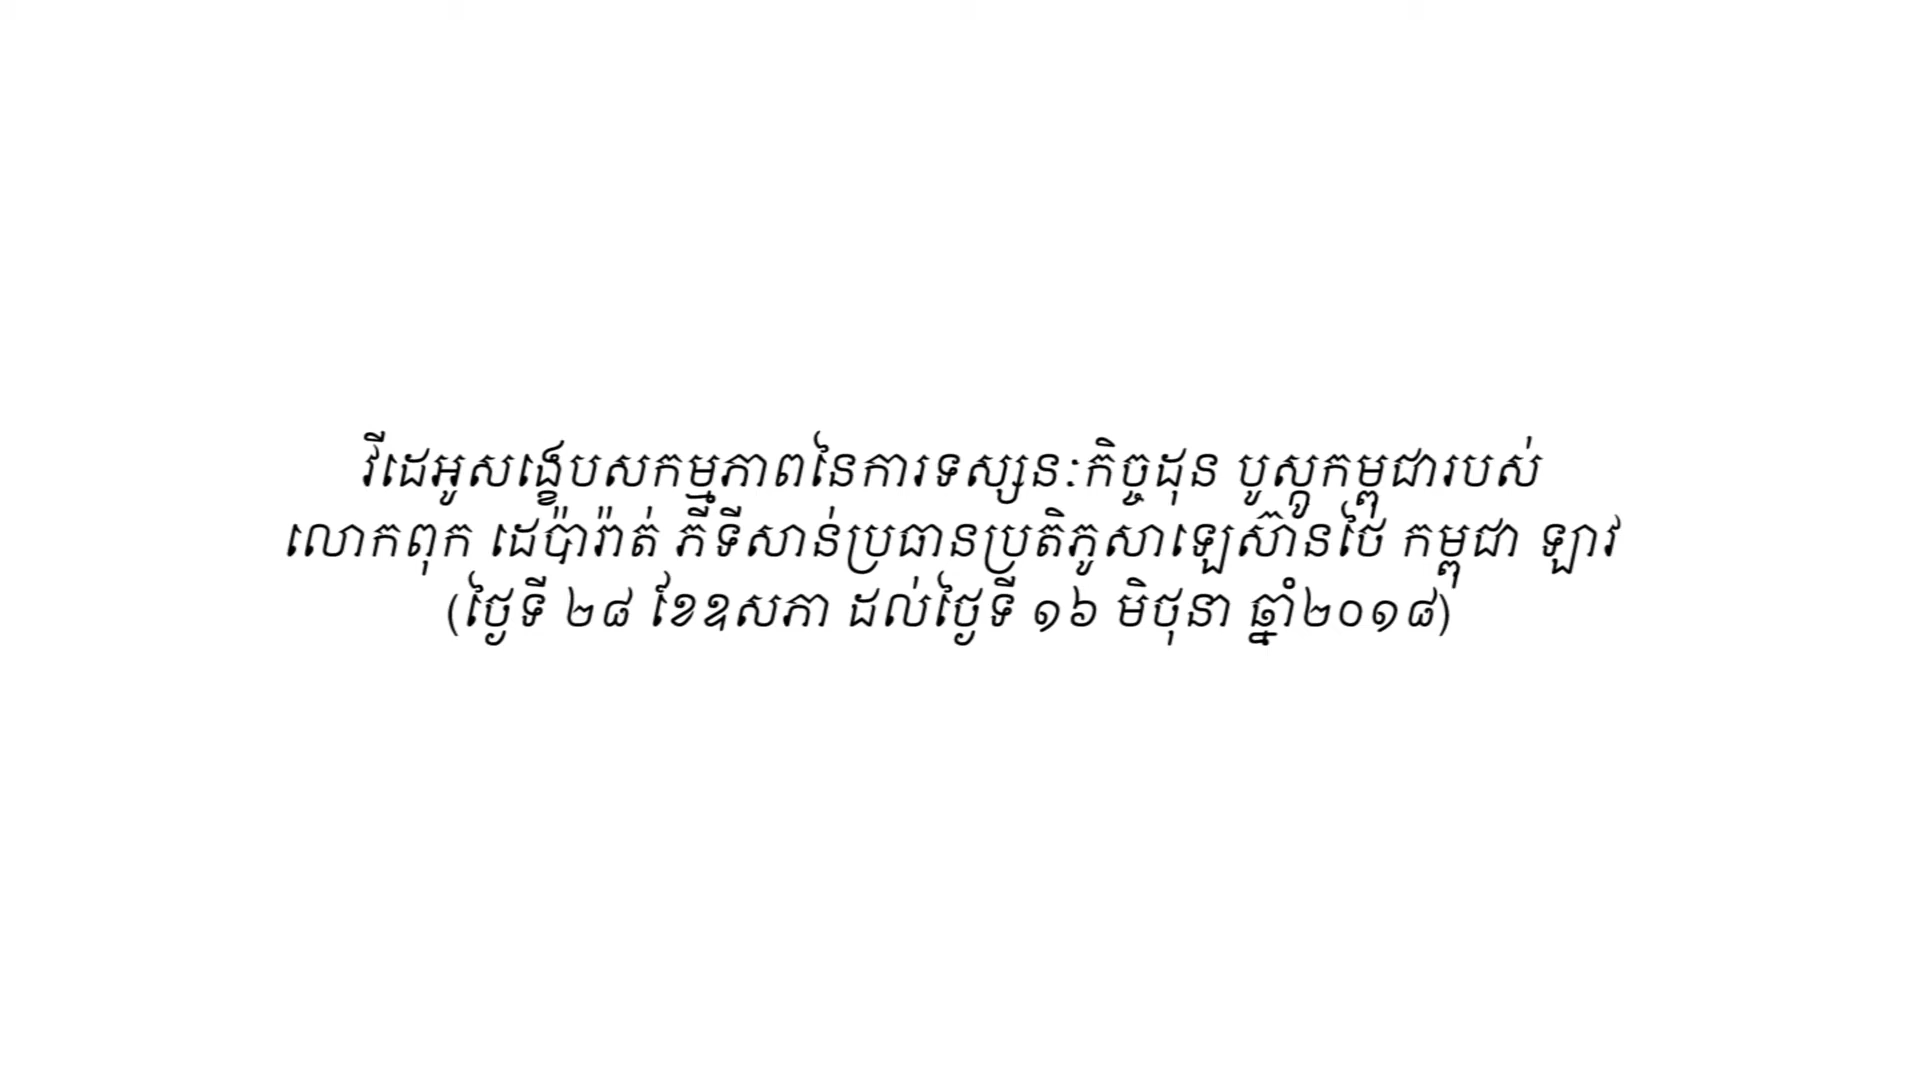 វីដេអូសង្ខេបសកម្មភាពនៃការទស្សនៈកិច្ចដុន បូស្កូកម្ពុជារបស់
លោកពុក ដេប៉ារ៉ាត់ ភីទីសាន់ប្រធានប្រតិភូសាឡេស៊ានថៃ កម្ពុជា ឡាវ
(ថ្ងៃទី ២៨ ខែឧសភា ដល់ថ្ងៃទី ១៦ មិថុនា ឆ្នាំ២០១៨)